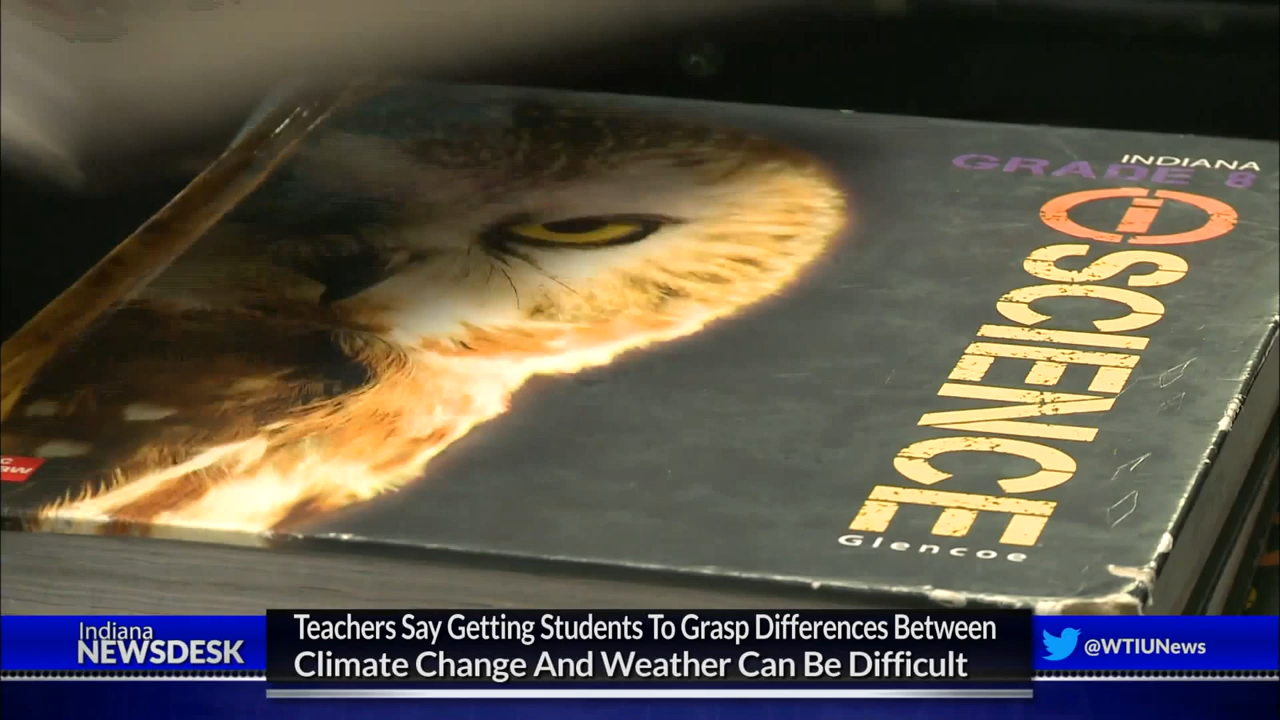 INDIANA
GRADE 8
iSCIENCE
Glencoe
Indiana
NEWSDESK
Teachers Say Getting Students To Grasp Differences Between
Climate Change And Weather Can Be Difficult
@WTIUNews